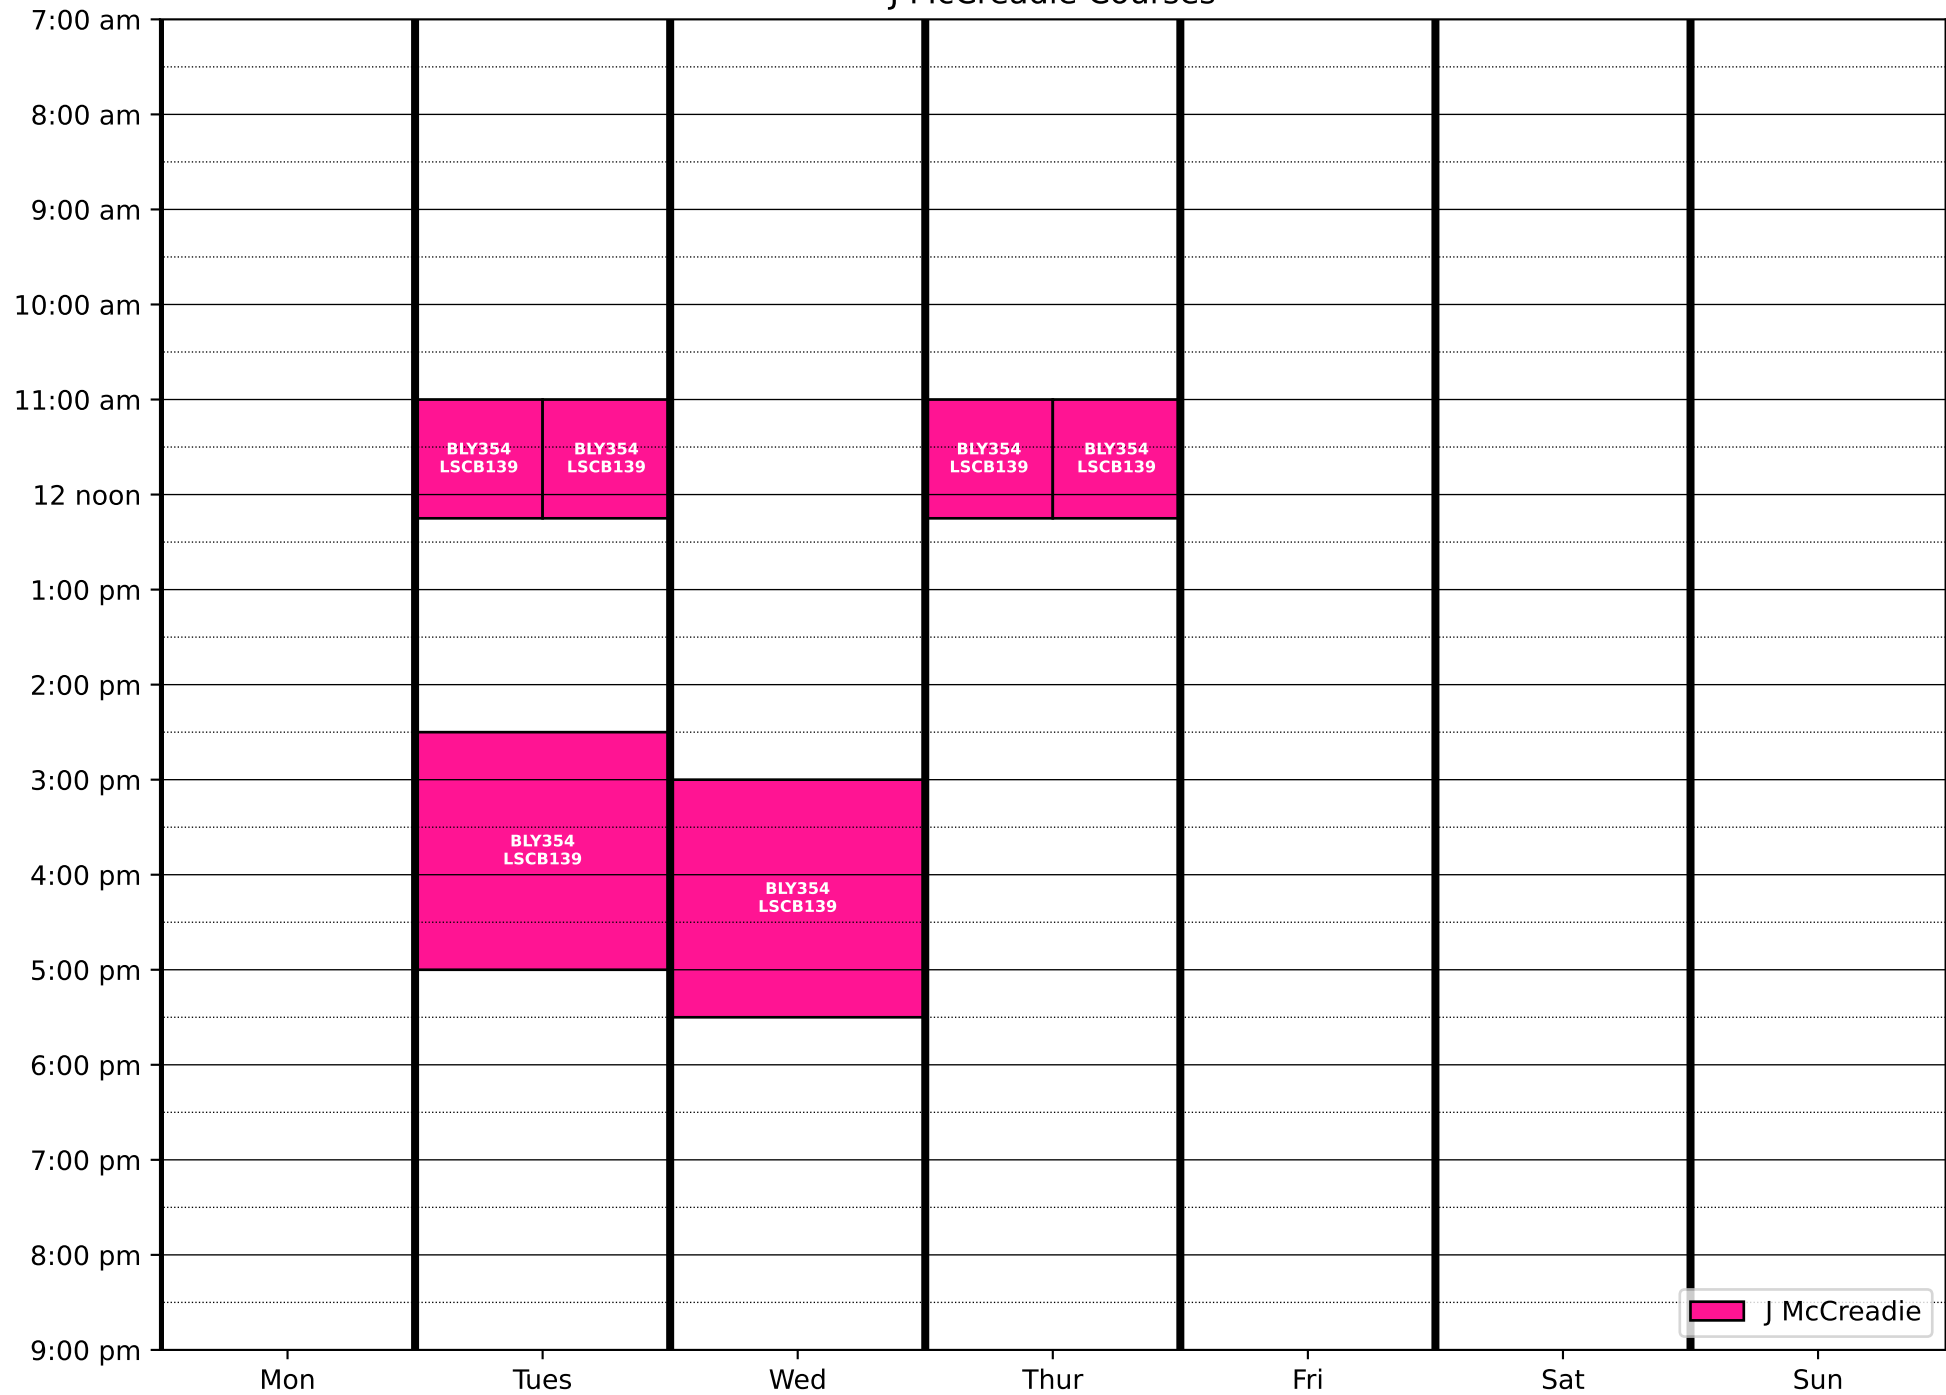 J McCreadie Courses
7:00 am
8:00 am
9:00 am
10:00 am
11:00 am
12 noon
1:00 pm
2:00 pm
3:00 pm
4:00 pm
5:00 pm
6:00 pm
7:00 pm
8:00 pm
9:00 pm
BLY354
LSCB139
BLY354
LSCB139
BLY354
LSCB139
BLY354
LSCB139
BLY354
LSCB139
BLY354
LSCB139
J McCreadie
Mon Tues Wed Thur Fri Sat Sun